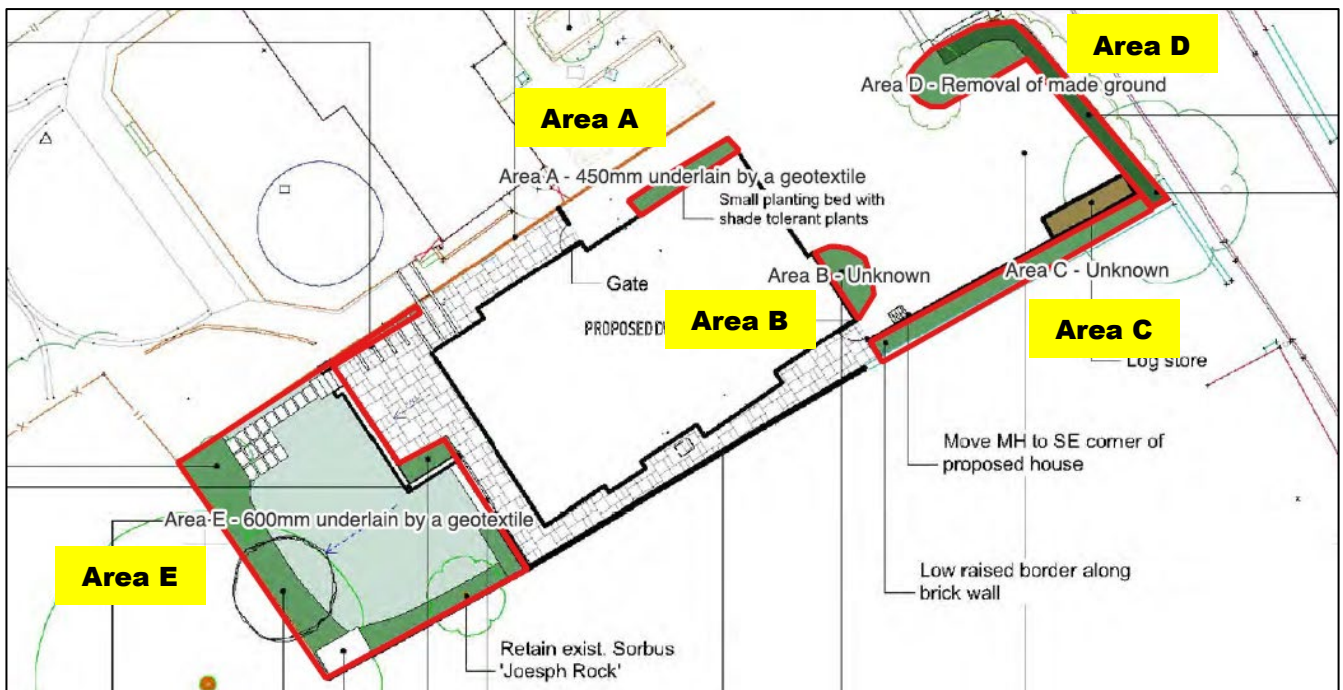 Area D
Area D - Removal of made ground
Area A
Area A - 450mm underlain by a geotextile
Small planting bed with
shade tolerant plants
Gate
Area B - Unknown
Area C - Unknown
PROPOSED
Area B
Area C
MH
Log store
Move MH to SE corner of
proposed house
Area E - 600mm underlain by a geotextile
Area E
Low raised border along
brick wall
Retain exist. Sorbus
'Joesph Rock'